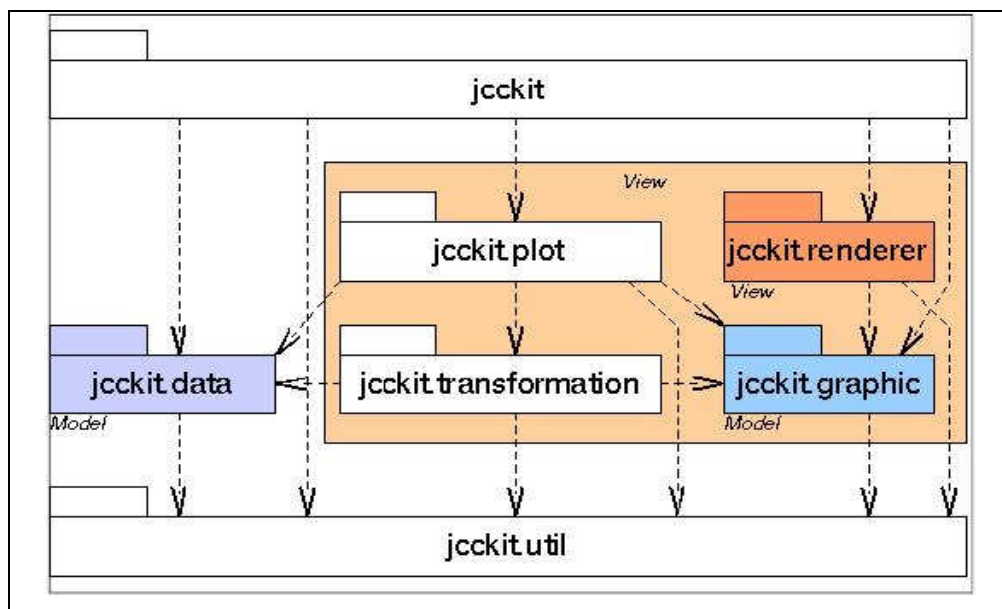 jcckit
View
jcckit.plot
jcckit.renderer
View
jcckit.data
jcckit.transformation
jcckit.graphic
Model
Model
jcckit.util